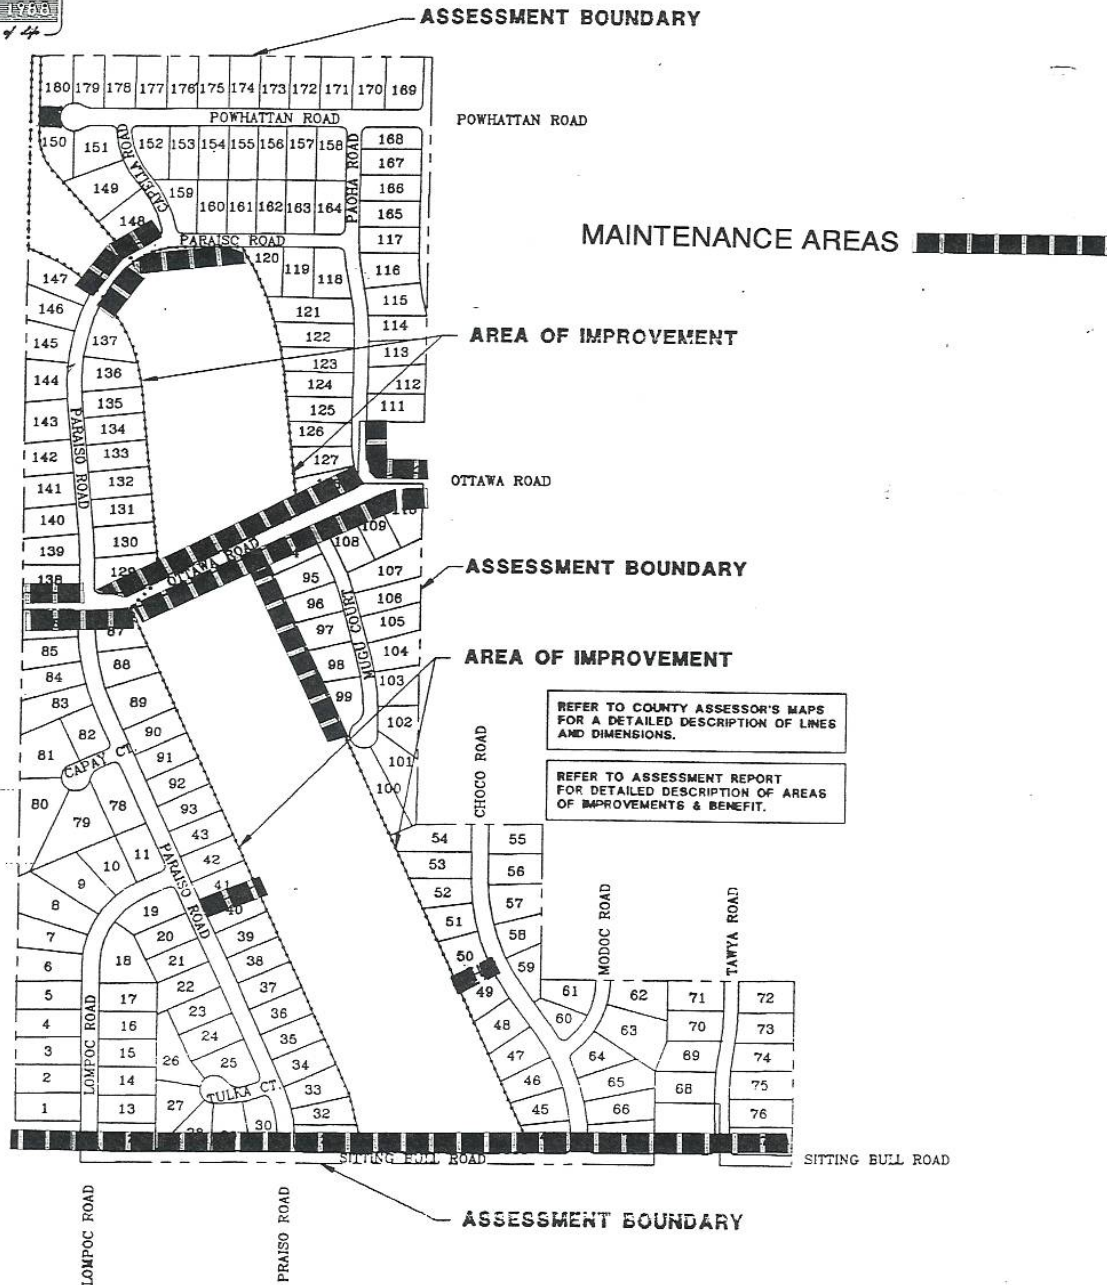 1988
of 4
ASSESSMENT BOUNDARY
180 179 178 177 176 175 174 173 172 171 170 169
POWHATTAN ROAD
POWHATTAN ROAD
150 151 152 153 154 155 156 157 158 168
CAPELLA ROAD
PAOHA ROAD
167
149 159 166
160 161 162 163 164 165
148
PARAISO ROAD
117
MAINTENANCE AREAS
147 120 119 118 116
146 121 115
145 137 122 114
AREA OF IMPROVEMENT
123 113
144 136 124 112
135 125 111
143 134 126
PARAISO ROAD
142 133 127
141 132
OTTAWA ROAD
140 131
139 130 108 109 110
129
OTTAWA ROAD
138
95 107
ASSESSMENT BOUNDARY
96 106
MUGU COURT
87 97 105
85 88 98 104
AREA OF IMPROVEMENT
84 103
83 89 99
82 90 102
REFER TO COUNTY ASSESSOR'S MAPS
FOR A DETAILED DESCRIPTION OF LINES
AND DIMENSIONS.
81 91 101
CAPAY CT.
CHOCO ROAD
92 100
REFER TO ASSESSMENT REPORT
FOR DETAILED DESCRIPTION OF AREAS
OF IMPROVEMENTS & BENEFIT.
80 78 93
79 43 54 55
11 42 53 56
10
PARAISO ROAD
9 41 52 57
8 19 40 51 58
7 20 39 50 59
MODOC ROAD
TAWYA ROAD
6 18 21 38 49
5 17 22 37 48 61 62 71 72
4 16 23 36 60 63 70 73
LOMPOC ROAD
3 15 24 35 47 64 69 74
2 14 26 25 34 46 65 68 75
TULKA CT.
1 13 27 33 45 66 76
28 30 32
SITTING BULL ROAD
SITTING BULL ROAD
LOMPOC ROAD
PRAISO ROAD
ASSESSMENT BOUNDARY